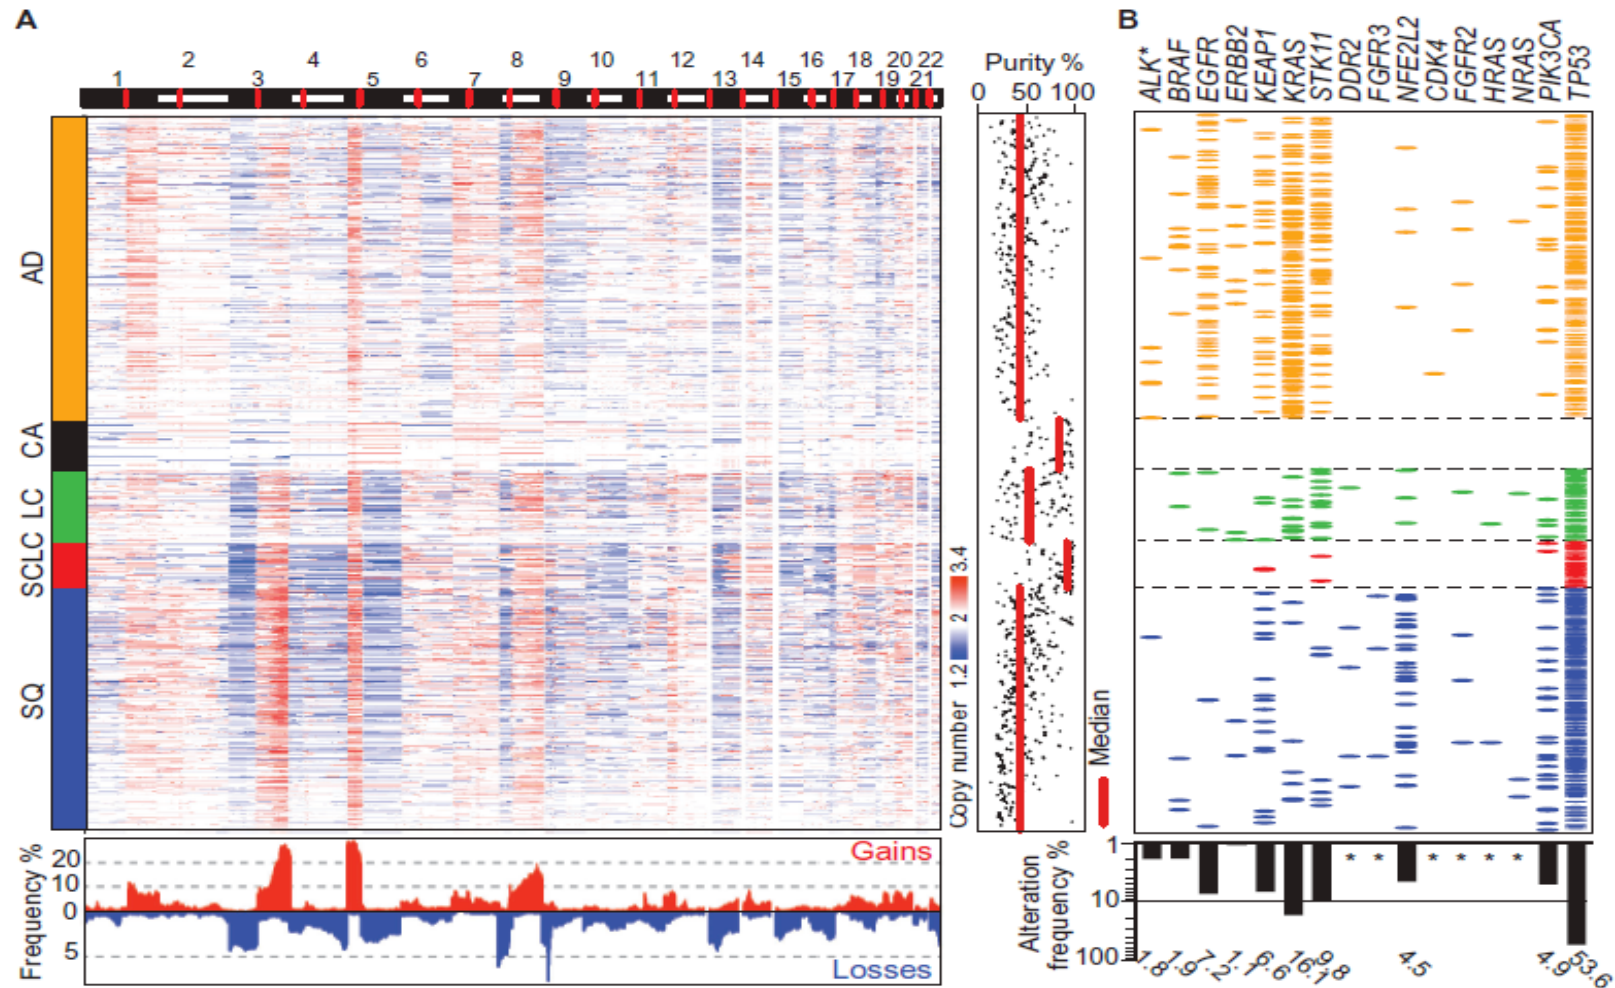 A
1 2 3 4 5 6 7 8 9 10 11 12 13 14 15 16 17 18 19 20 21 22
AD
CA
LC
SCLC
SQ
Frequency %
20
10
0
5
Gains
Losses
Purity %
0 50 100
Copy number 1.2 2 3.4
Median
B
ALK* BRAF EGFR ERBB2 KEAP1 KRAS STK11 DDR2 FGFR3 NFE2L2 CDK4 FGFR2 HRAS NRAS PIK3CA TP53
Alteration
frequency %
1
10
100
* * * * * *
1.8 1.9 7.2 1.1 6.6 16.1 9.8 4.5 4.9 53.6